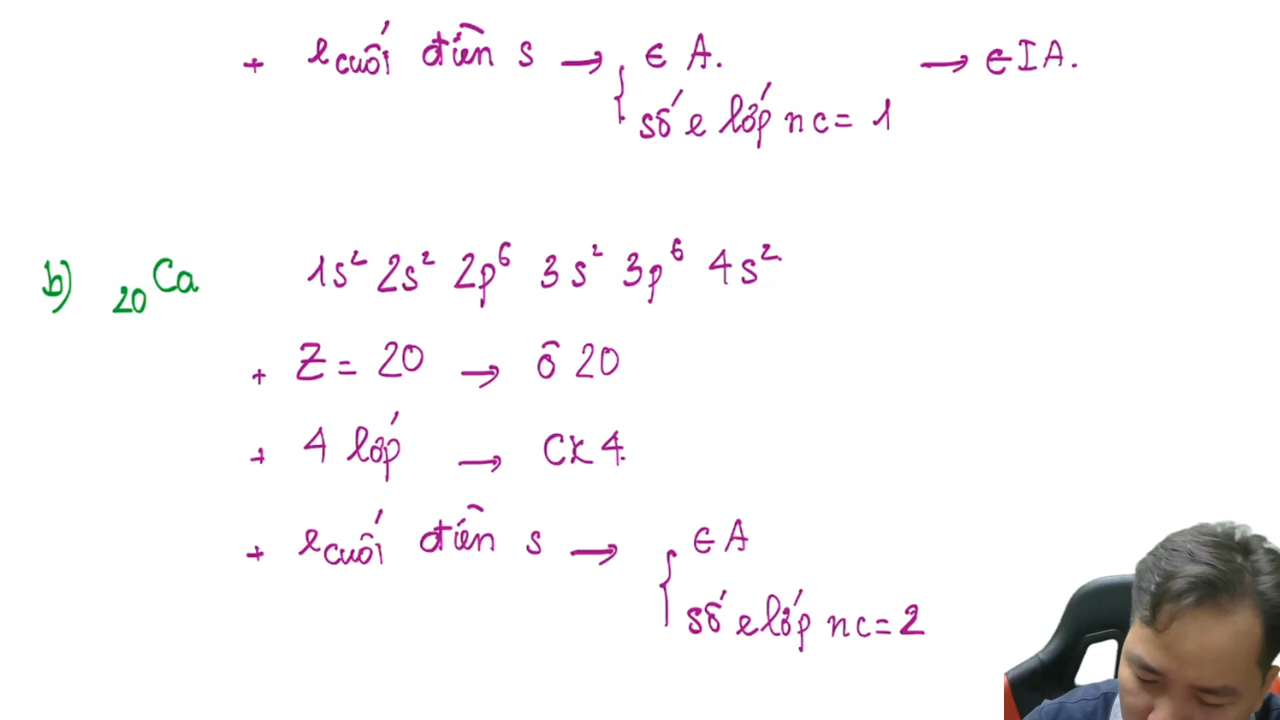 + e cuối điền s → { ∈ A. → ∈ IA.
số e lớp nc = 1
b) ₂₀Ca 1s² 2s² 2p⁶ 3s² 3p⁶ 4s²
+ Z = 20 → ô 20
+ 4 lớp → CK 4.
+ e cuối điền s → { ∈ A
số e lớp nc = 2